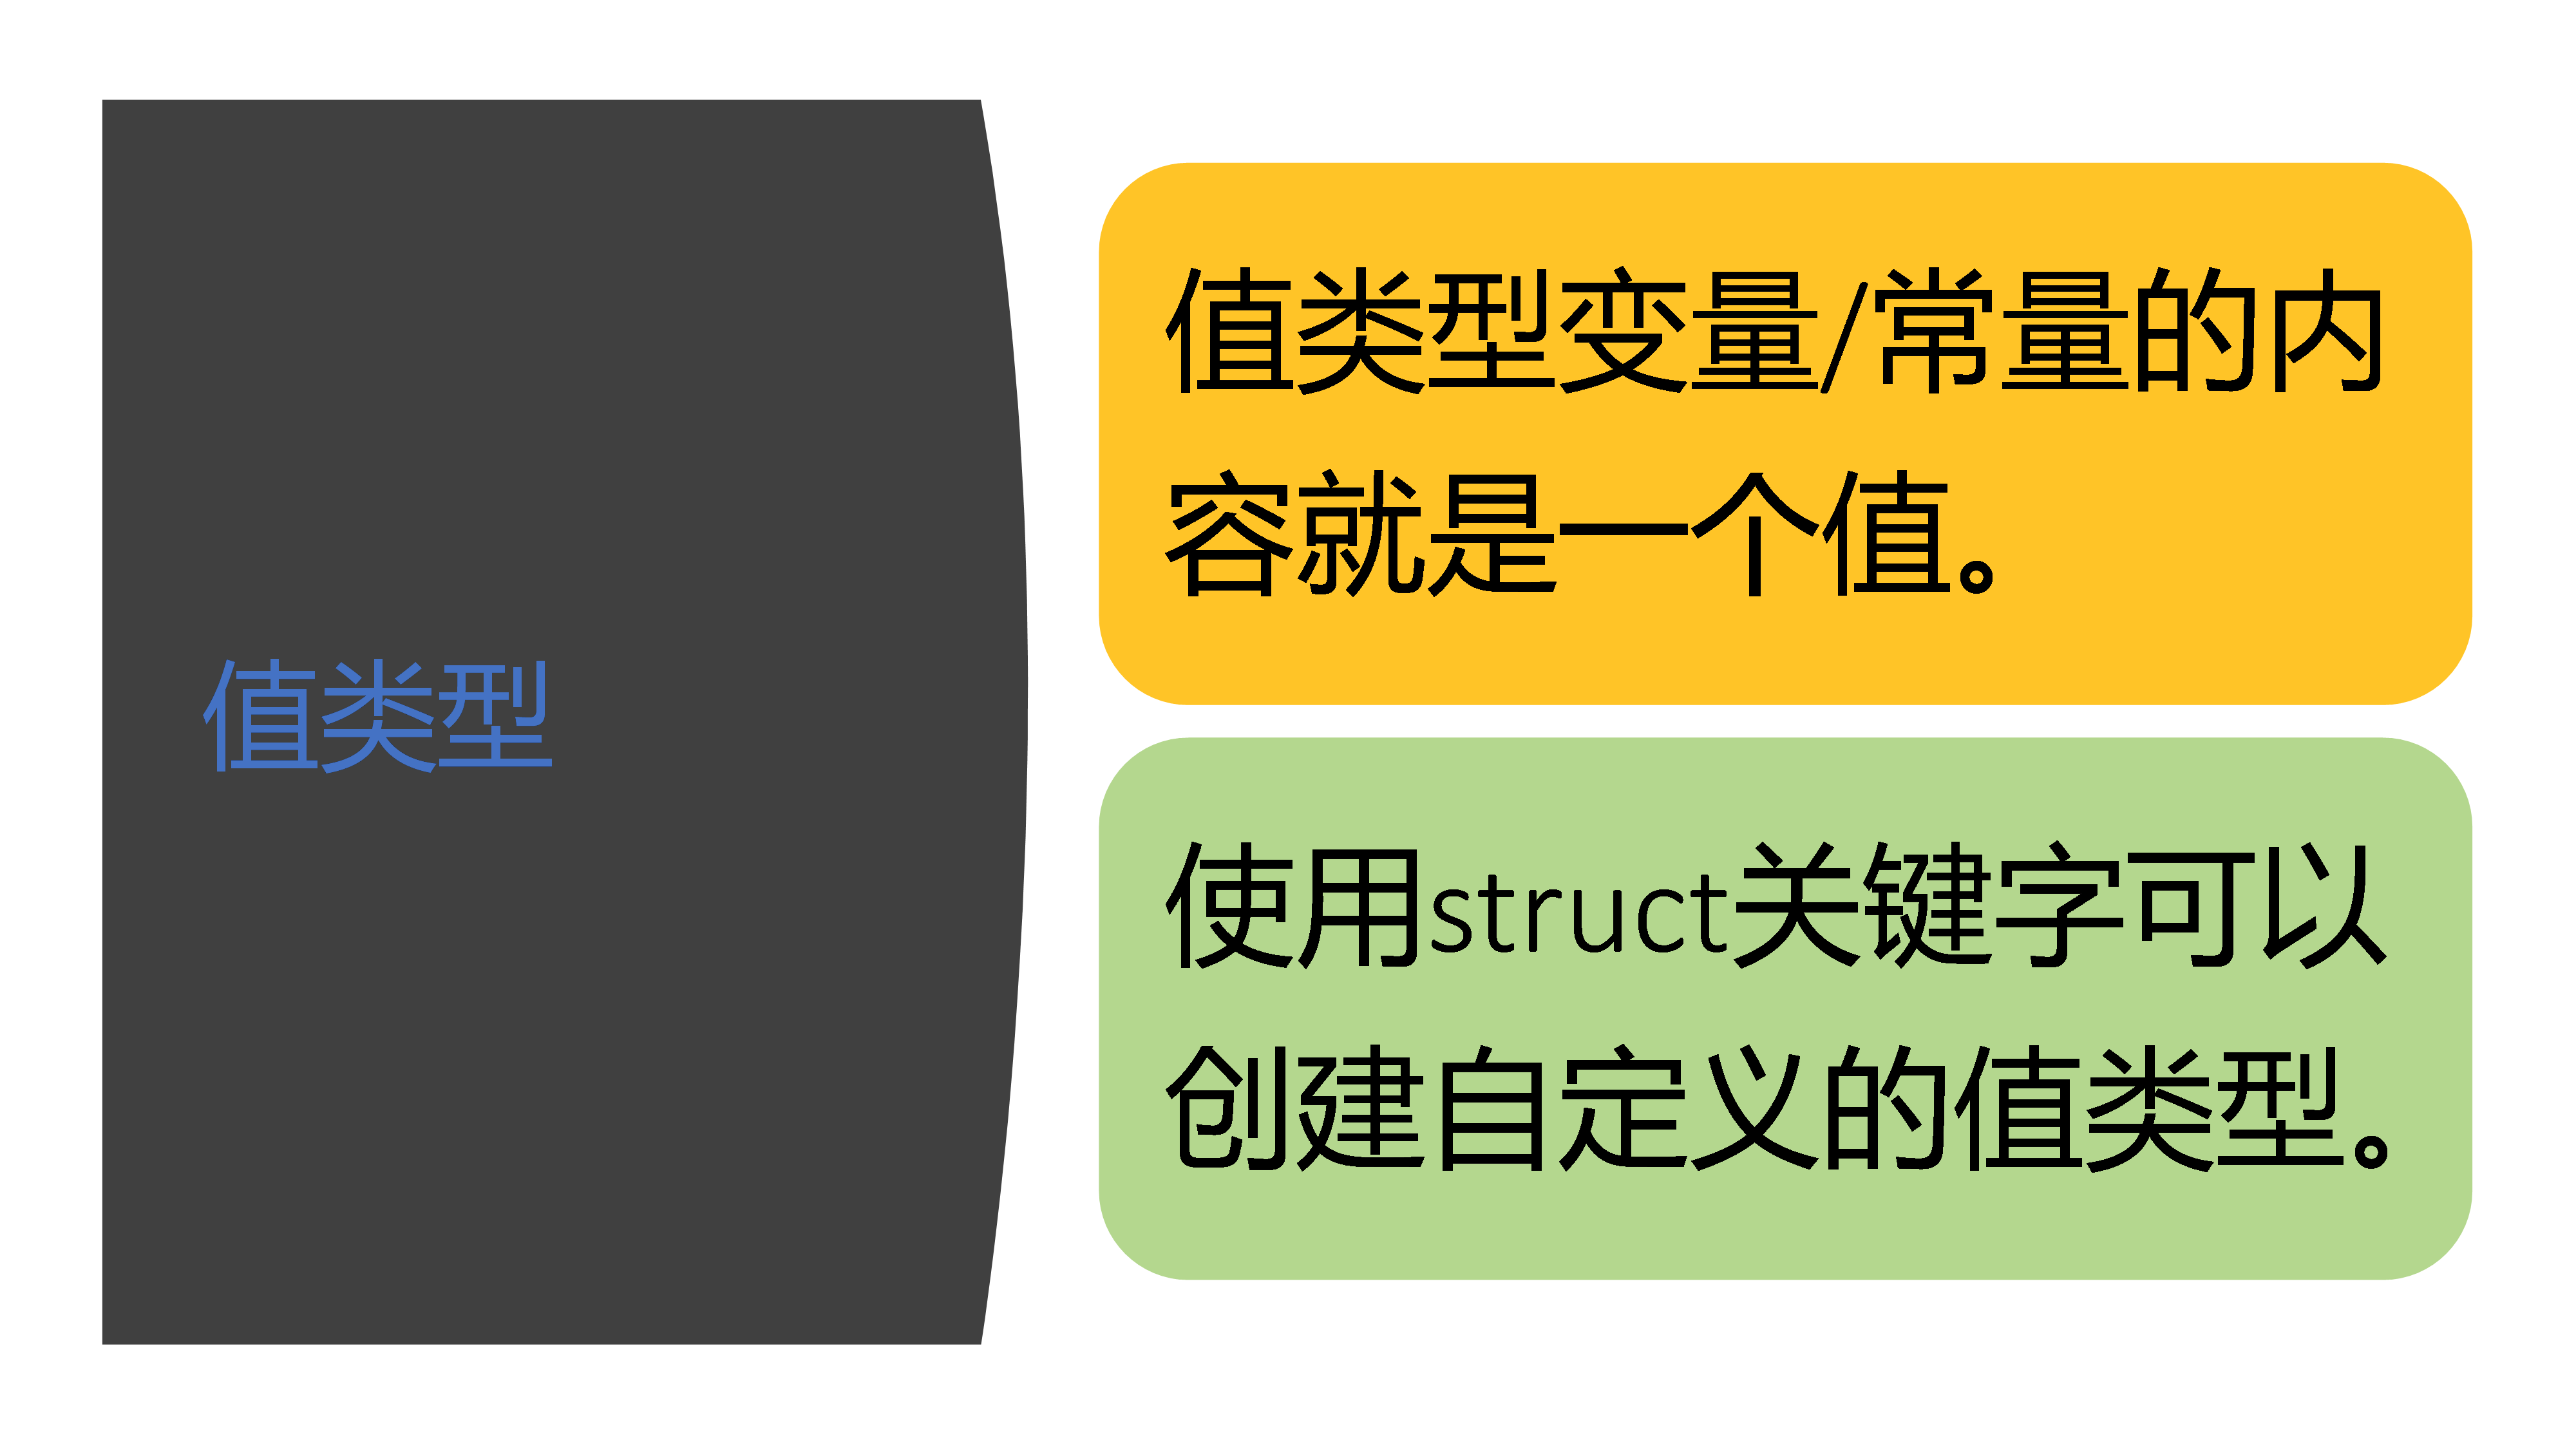 值类型
值类型变量/常量的内
容就是一个值。
使用struct关键字可以
创建自定义的值类型。